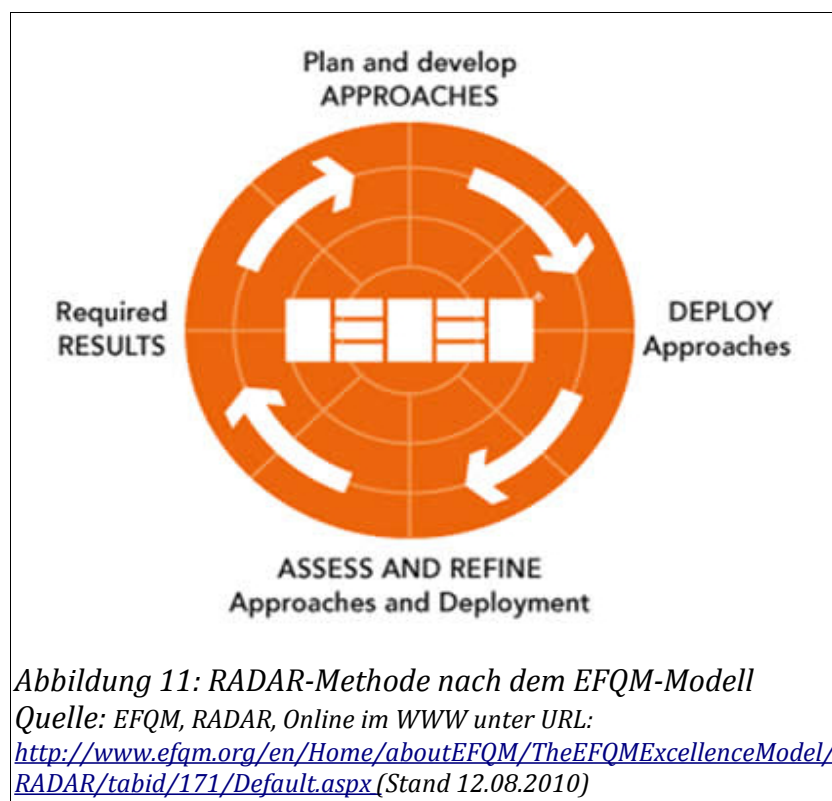 Plan and develop
APPROACHES
Required
RESULTS
DEPLOY
Approaches
®
ASSESS AND REFINE
Approaches and Deployment
Abbildung 11: RADAR-Methode nach dem EFQM-Modell
Quelle: EFQM, RADAR, Online im WWW unter URL:
http://www.efqm.org/en/Home/aboutEFQM/TheEFQMExcellenceModel/
RADAR/tabid/171/Default.aspx (Stand 12.08.2010)